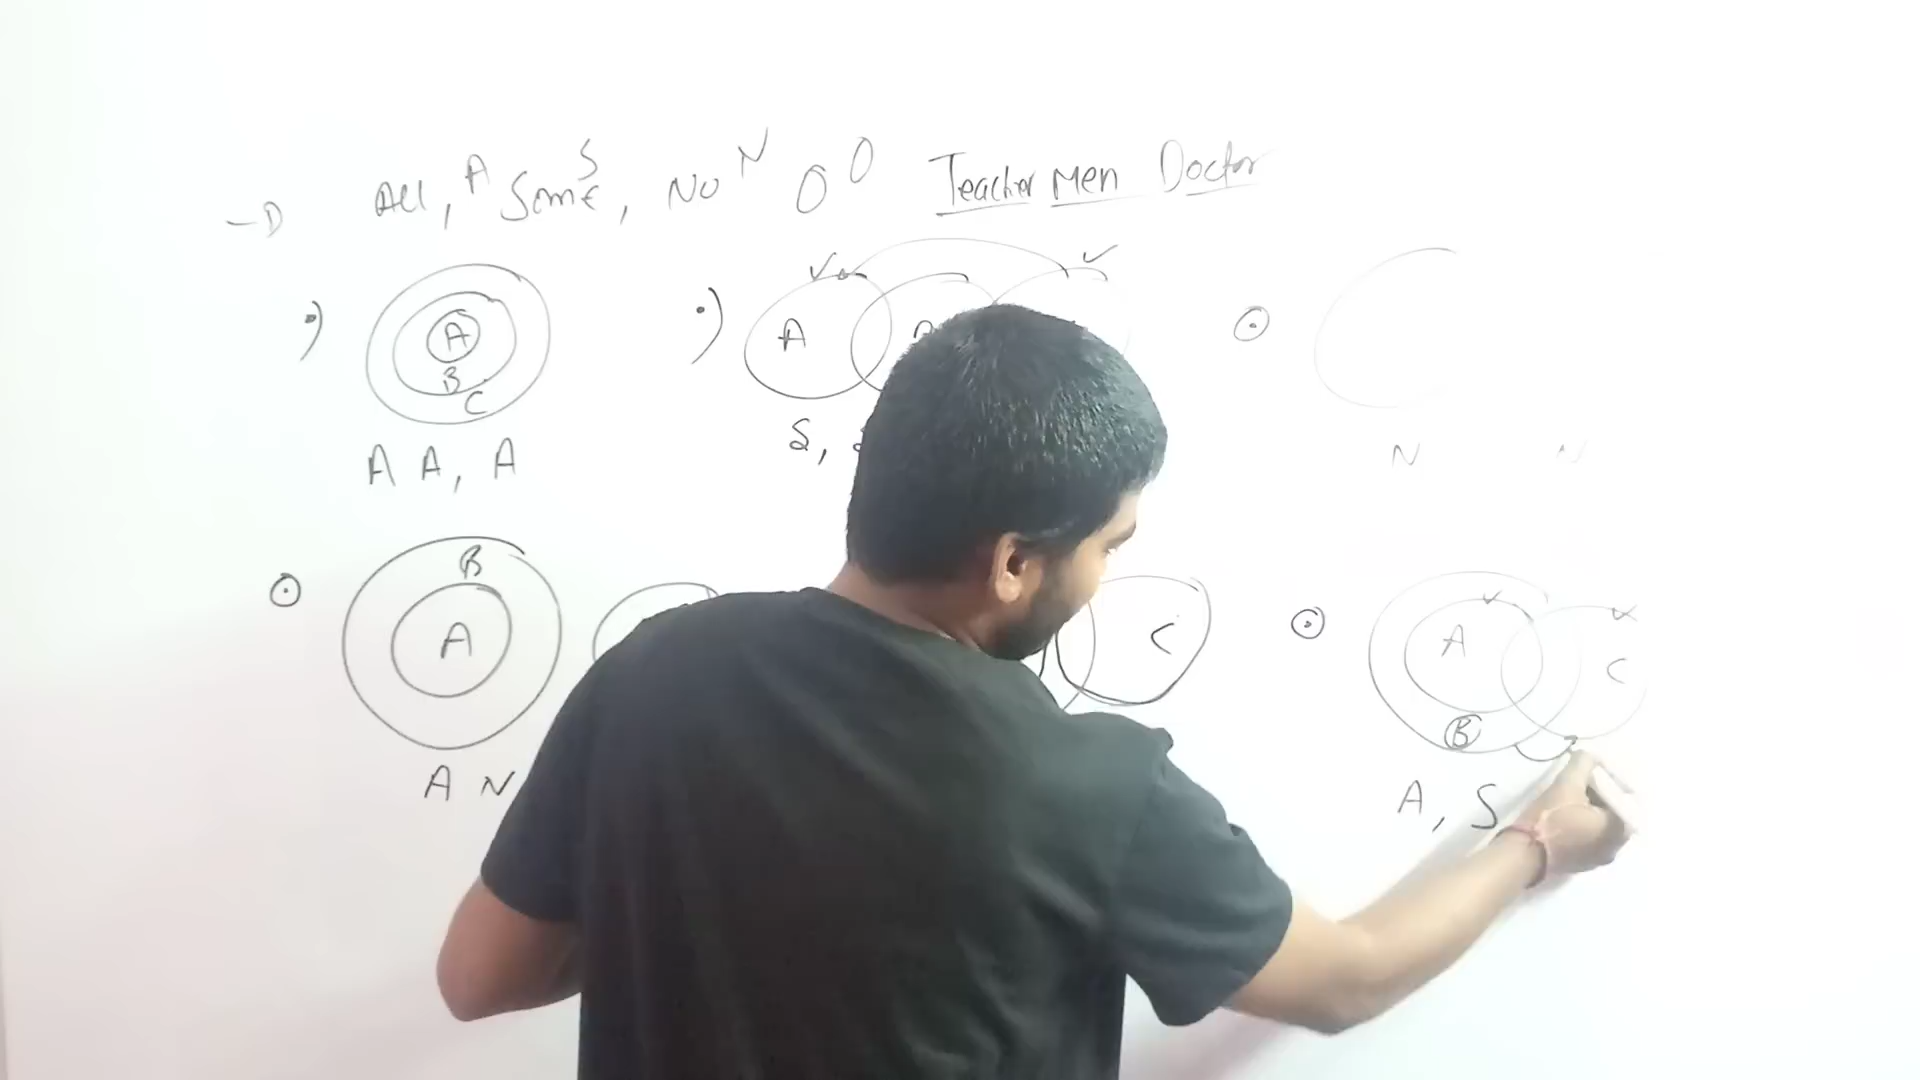 All, A Some S, No N Teacher Men Doctor
A
B
C
A
A A, A
S,
N N
B
A
C
A
C
B
A N
A, S